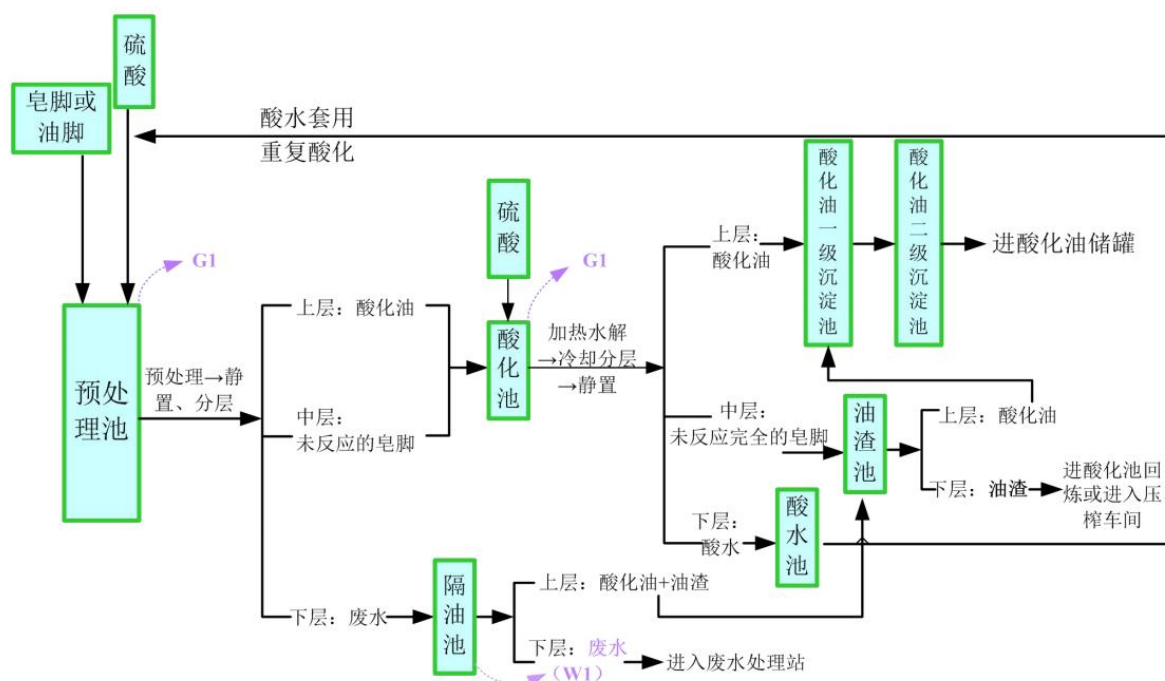 硫酸
皂脚或
油脚
酸水套用
重复酸化
硫酸
G1
G1
预处
理池
预处理→静
置、分层
上层：酸化油
中层：
未反应的皂脚
下层：废水
酸化池
加热水解
→冷却分层
→静置
上层：
酸化油
酸化油一级沉淀池
酸化油二级沉淀池
进酸化油储罐
中层：
未反应完全的皂脚
油渣池
上层：酸化油
下层：油渣
进酸化池回
炼或进入压
榨车间
下层：
酸水
酸水池
隔油池
上层：酸化油+油渣
下层：废水
（W1）
进入废水处理站